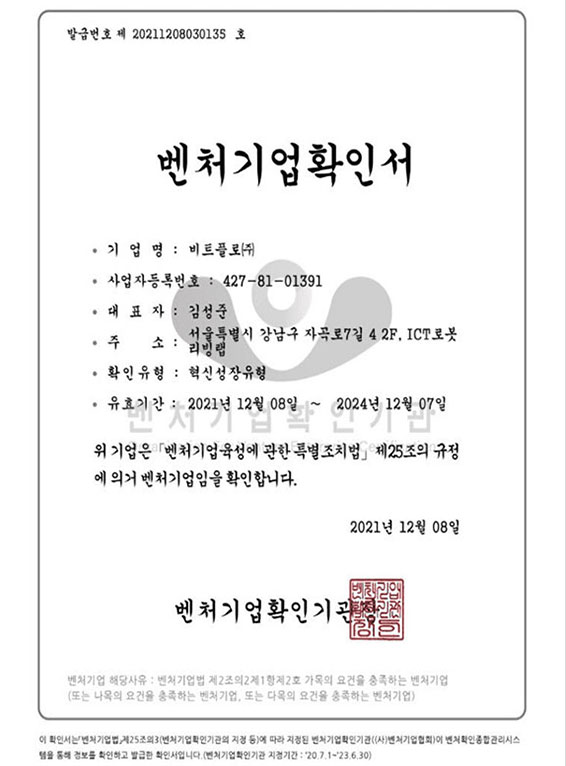 발급번호 제 20211208030135 호
벤처기업확인서
• 기 업 명 : 비트플로㈜
• 사업자등록번호 : 427-81-01391
• 대 표 자 : 김성준
• 주 소 : 서울특별시 강남구 자곡로7길 4 2F, ICT로봇
리빙랩
• 확인유형 : 혁신성장유형
• 유효기간 : 2021년 12월 08일 ~ 2024년 12월 07일
벤처기업확인기관
위 기업은「벤처기업육성에 관한 특별조치법」제25조의 규정
에 의거 벤처기업임을 확인합니다.
2021년 12월 08일
벤처기업확인기관장
벤처기업 해당사유 : 벤처기업법 제2조의2제1항제2호 가목의 요건을 충족하는 벤처기업
(또는 나목의 요건을 충족하는 벤처기업, 또는 다목의 요건을 충족하는 벤처기업)
이 확인서는「벤처기업법」제25조의3(벤처기업확인기관의 지정 등)에 따라 지정된 벤처기업확인기관((사)벤처기업협회)이 벤처확인종합관리시스
템을 통해 정보를 확인하고 발급한 확인서입니다.(벤처기업확인기관 지정기간 : '20.7.1~'23.6.30)